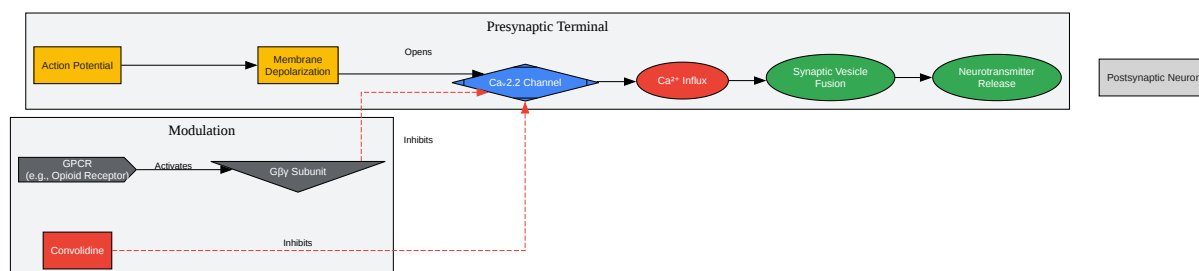 Presynaptic Terminal
Action Potential
Membrane
Depolarization
Opens
Caᵥ2.2 Channel
Ca²⁺ Influx
Synaptic Vesicle
Fusion
Neurotransmitter
Release
Postsynaptic Neuron
Modulation
GPCR
(e.g., Opioid Receptor)
Activates
Gβγ Subunit
Inhibits
Convolidine
Inhibits